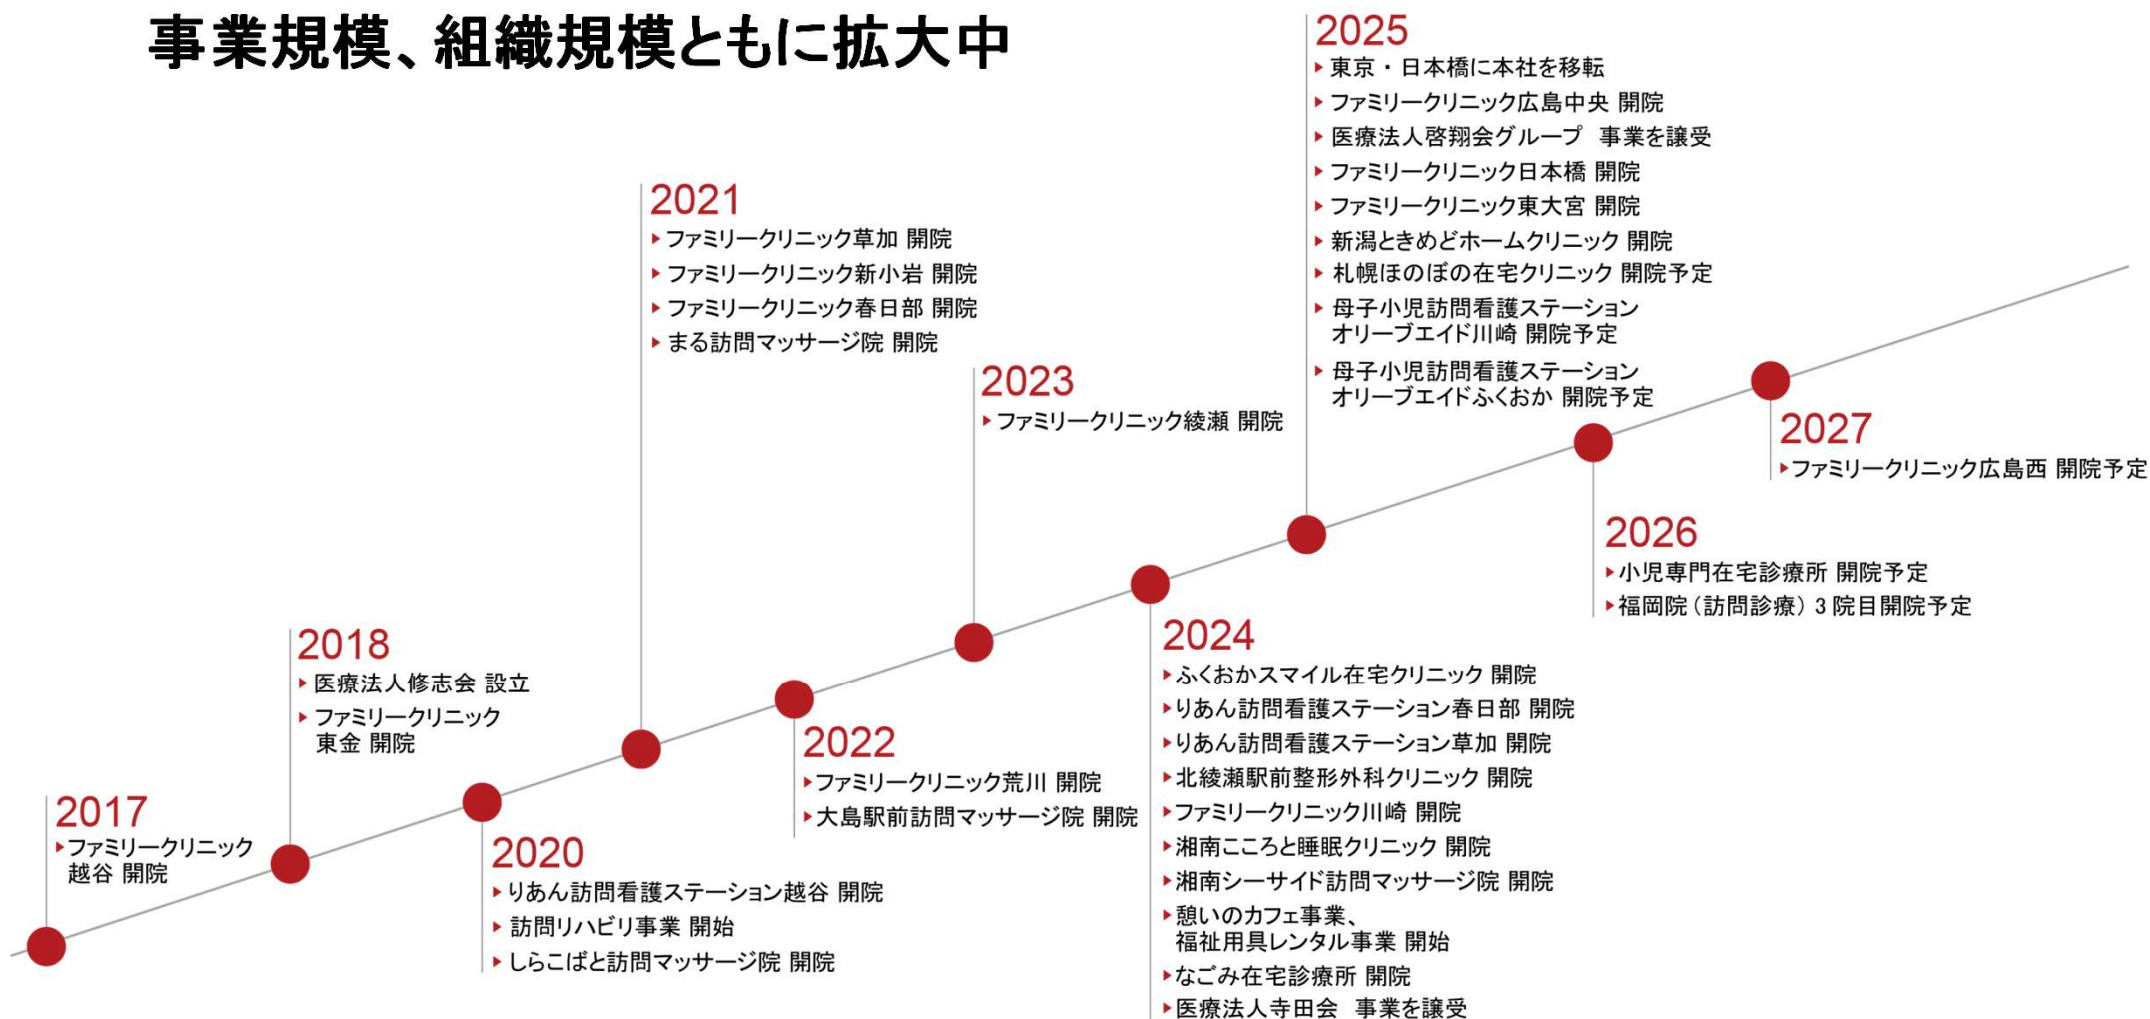 事業規模、組織規模ともに拡大中
2017
ファミリークリニック
越谷 開院
2018
医療法人修志会 設立
ファミリークリニック
東金 開院
2020
りあん訪問看護ステーション越谷 開院
訪問リハビリ事業 開始
しらこばと訪問マッサージ院 開院
2021
ファミリークリニック草加 開院
ファミリークリニック新小岩 開院
ファミリークリニック春日部 開院
まる訪問マッサージ院 開院
2022
ファミリークリニック荒川 開院
大島駅前訪問マッサージ院 開院
2023
ファミリークリニック綾瀬 開院
2024
ふくおかスマイル在宅クリニック 開院
りあん訪問看護ステーション春日部 開院
りあん訪問看護ステーション草加 開院
北綾瀬駅前整形外科クリニック 開院
ファミリークリニック川崎 開院
湘南こころと睡眠クリニック 開院
湘南シーサイド訪問マッサージ院 開院
憩いのカフェ事業、
福祉用具レンタル事業 開始
なごみ在宅診療所 開院
医療法人寺田会 事業を譲受
2025
東京・日本橋に本社を移転
ファミリークリニック広島中央 開院
医療法人啓翔会グループ 事業を譲受
ファミリークリニック日本橋 開院
ファミリークリニック東大宮 開院
新潟ときめどホームクリニック 開院
札幌ほのぼの在宅クリニック 開院予定
母子小児訪問看護ステーション
オリーブエイド川崎 開院予定
母子小児訪問看護ステーション
オリーブエイドふくおか 開院予定
2026
小児専門在宅診療所 開院予定
福岡院（訪問診療）3 院目開院予定
2027
ファミリークリニック広島西 開院予定